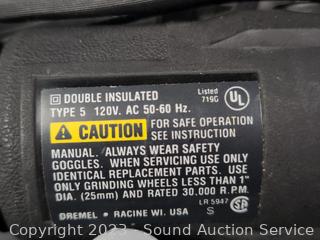 DOUBLE INSULATED
TYPE 5 120V. AC 50-60 Hz.
Listed
719G
UL
CAUTION
FOR SAFE OPERATION
SEE INSTRUCTION
MANUAL. ALWAYS WEAR SAFETY
GOGGLES. WHEN SERVICING USE ONLY
IDENTICAL REPLACEMENT PARTS. USE
ONLY GRINDING WHEELS LESS THAN 1"
DIA. (25mm) AND RATED 30.000 R.P.M.
LR 5947
DREMEL • RACINE WI. USA S
Copyright 2023 Sound Auction Service